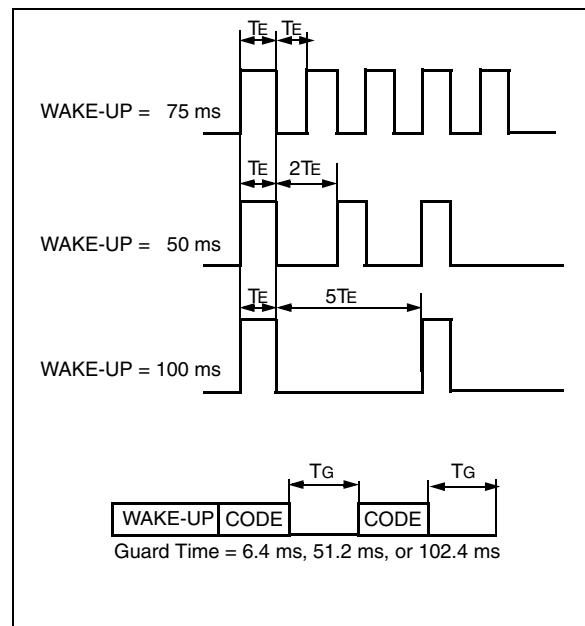 TE TE
WAKE-UP = 75 ms
TE 2TE
WAKE-UP = 50 ms
TE 5TE
WAKE-UP = 100 ms
TG TG
WAKE-UP CODE CODE
Guard Time = 6.4 ms, 51.2 ms, or 102.4 ms